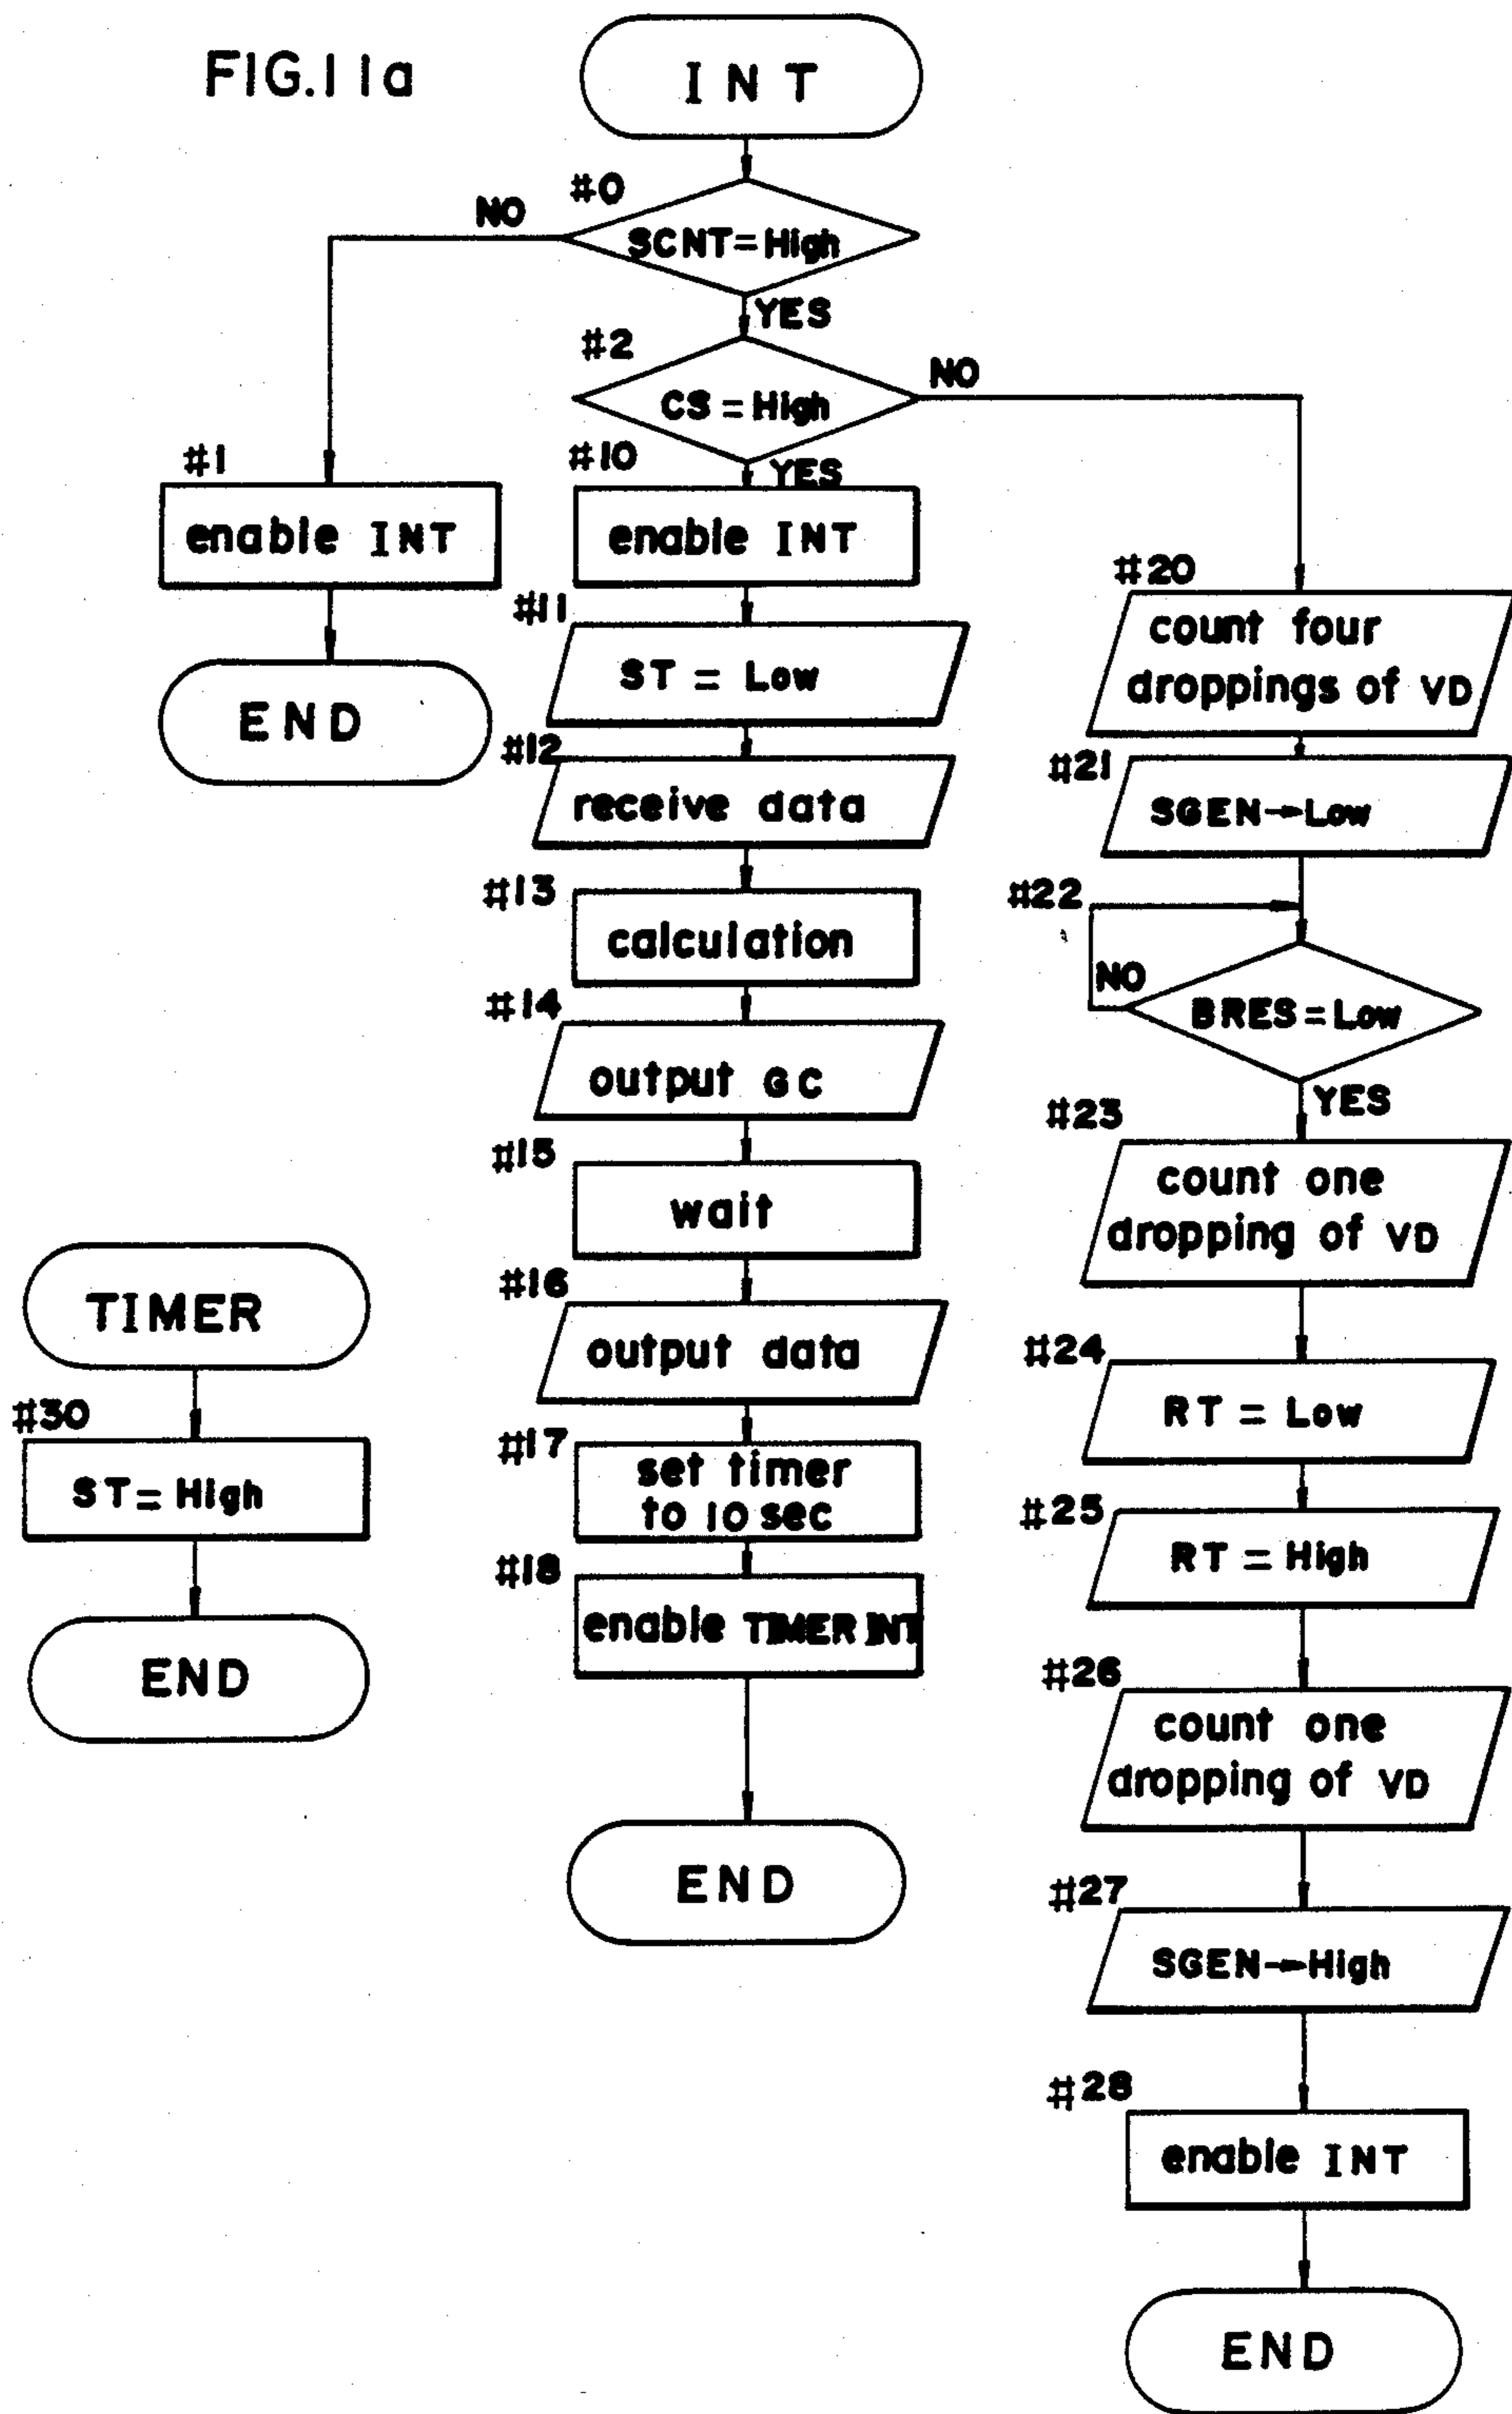 FIG.11a
INT
#0
SCNT=High
NO
YES
#1
enable INT
END
#2
CS=High
NO
YES
#10
enable INT
#11
ST = Low
#12
receive data
#13
calculation
#14
output GC
#15
wait
#16
output data
#17
set timer
to 10 sec
#18
enable TIMER INT
END
#20
count four
droppings of VD
#21
SGEN→Low
#22
NO
BRES=Low
YES
#23
count one
dropping of VD
#24
RT = Low
#25
RT = High
#26
count one
dropping of VD
#27
SGEN→High
#28
enable INT
END
TIMER
#30
ST=High
END